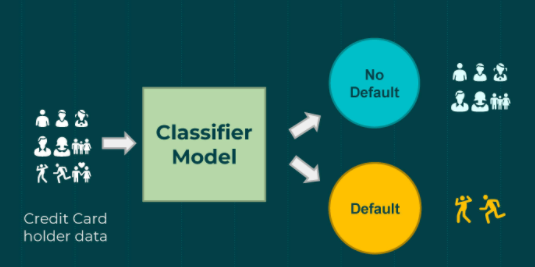 Credit Card
holder data
Classifier
Model
No
Default
Default